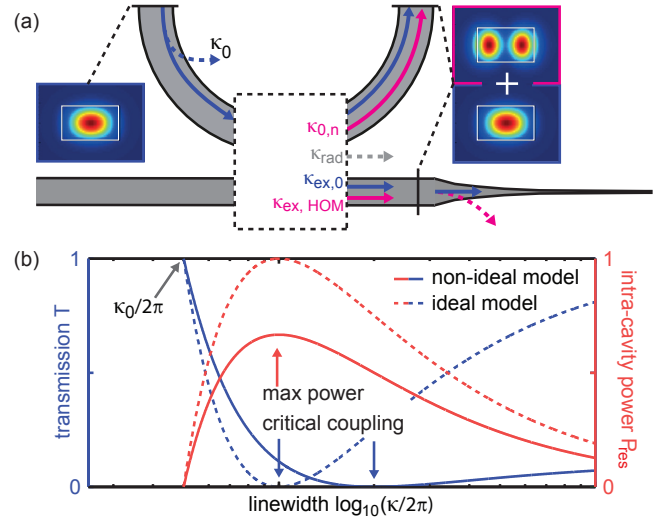 (a)
κ0
κ0,n
κrad
κex,0
κex, HOM
+
(b)
1
1
κ0/2π
non-ideal model
ideal model
transmission T
intra-cavity power Pres
max power
critical coupling
0
0
linewidth log10(κ/2π)